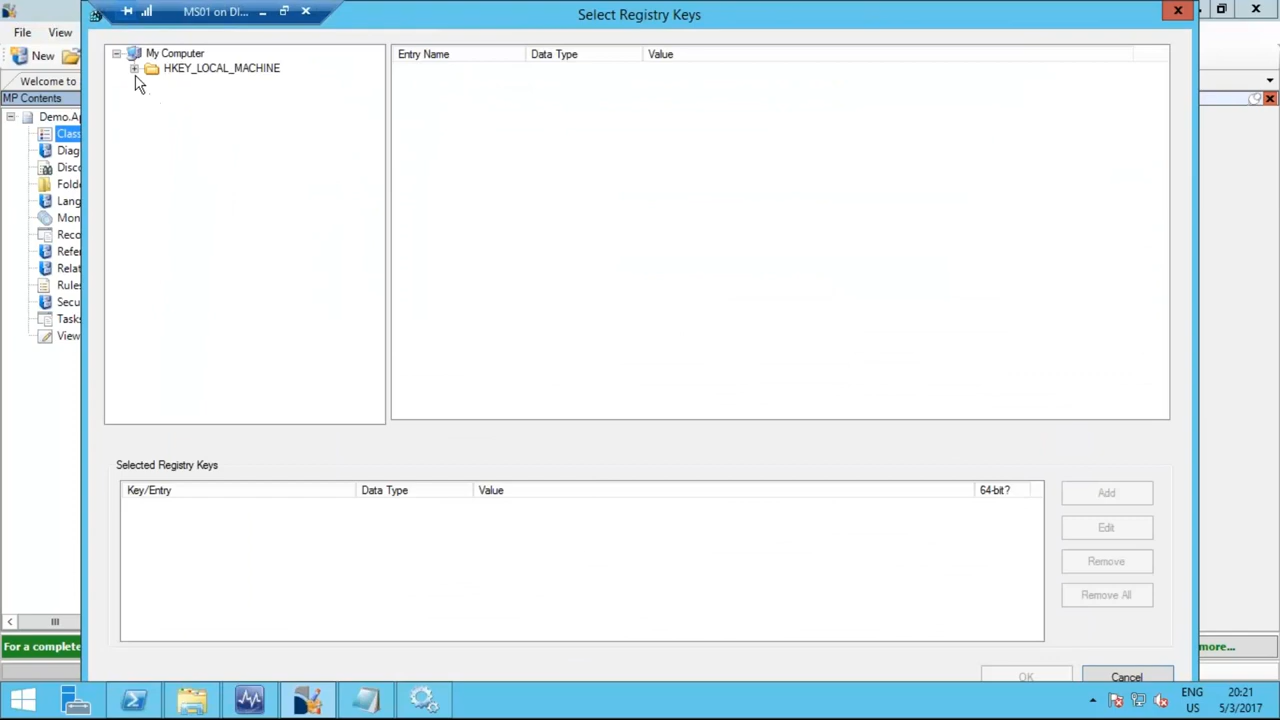 MS01 on DI...
Select Registry Keys
File View
New
Welcome to
MP Contents
Demo.Ap
Class
Diag
Disco
Folde
Lang
Mon
Reco
Refer
Relat
Rules
Secu
Tasks
View
My Computer
HKEY_LOCAL_MACHINE
Entry Name Data Type Value
Selected Registry Keys
Key/Entry Data Type Value 64-bit?
Add
Edit
Remove
Remove All
OK Cancel
For a complete
more...
ENG 20:21
US 5/3/2017